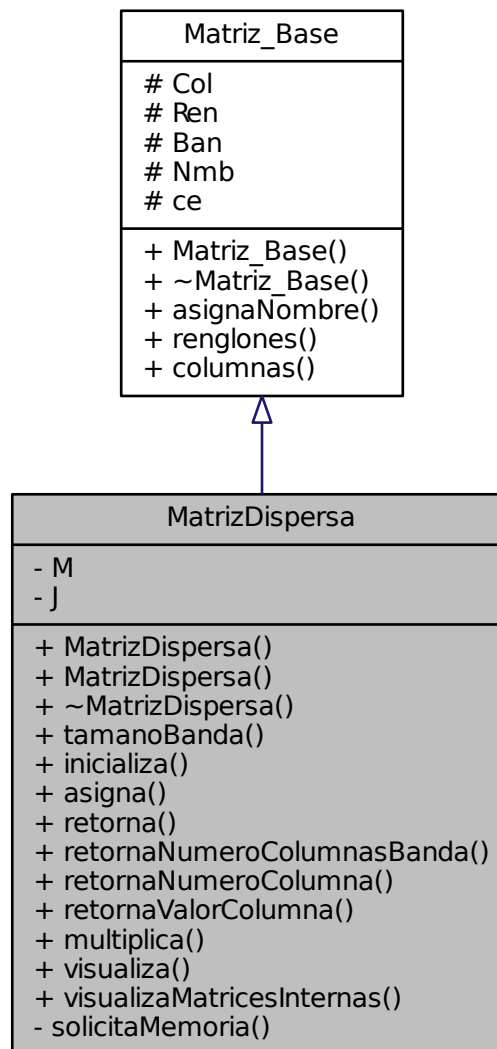 Matriz_Base
# Col
# Ren
# Ban
# Nmb
# ce
+ Matriz_Base()
+ ~Matriz_Base()
+ asignaNombre()
+ renglones()
+ columnas()
MatrizDispersa
- M
- J
+ MatrizDispersa()
+ MatrizDispersa()
+ ~MatrizDispersa()
+ tamanoBanda()
+ inicializa()
+ asigna()
+ retorna()
+ retornaNumeroColumnasBanda()
+ retornaNumeroColumna()
+ retornaValorColumna()
+ multiplica()
+ visualiza()
+ visualizaMatricesInternas()
- solicitaMemoria()